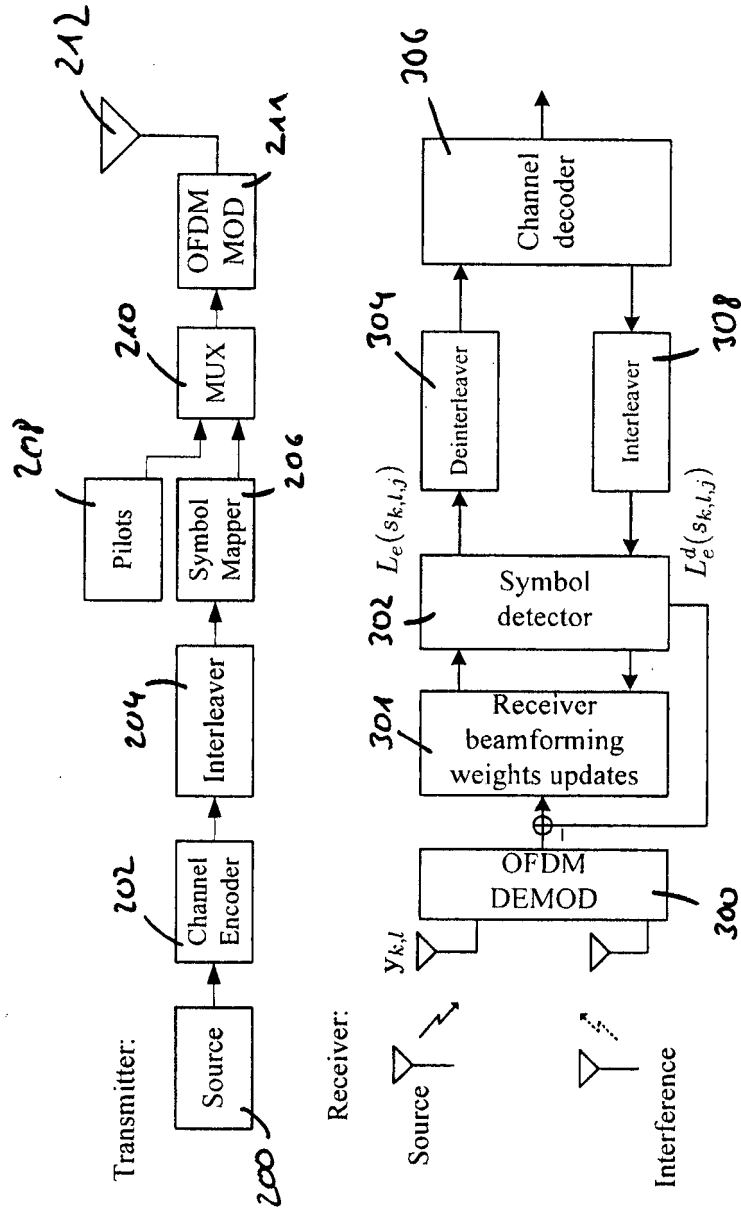 Transmitter:
Source
200
Channel
Encoder
202
Interleaver
204
Pilots
208
Symbol
Mapper
206
MUX
210
OFDM
MOD
211
212
Receiver:
Source
Interference
y_{k,l}
OFDM
DEMOD
300
−
Receiver
beamforming
weights updates
301
Symbol
detector
302
L_e(s_{k,l,j})
L_e^d(s_{k,l,j})
Deinterleaver
304
Interleaver
308
Channel
decoder
306